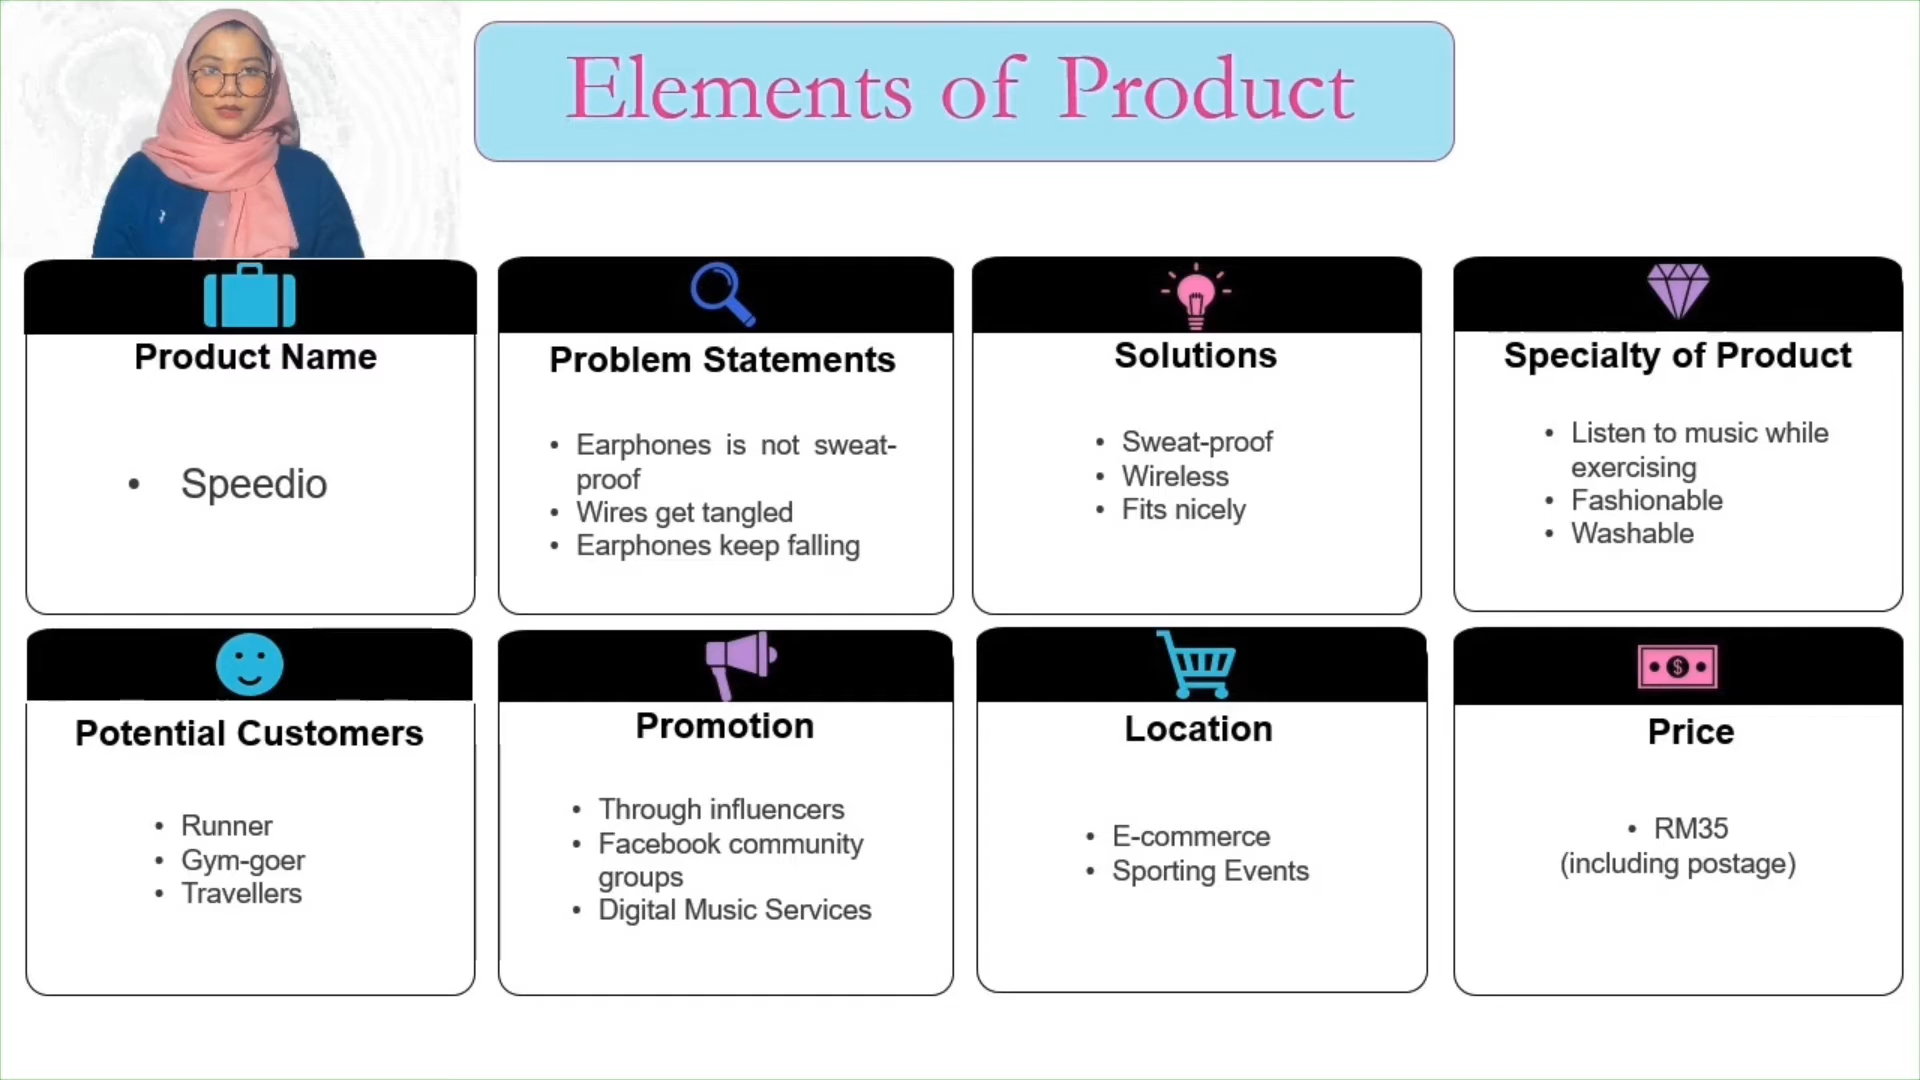 Elements of Product
Product Name
• Speedio
Problem Statements
• Earphones is not sweat-
proof
• Wires get tangled
• Earphones keep falling
Solutions
• Sweat-proof
• Wireless
• Fits nicely
Specialty of Product
• Listen to music while
exercising
• Fashionable
• Washable
Potential Customers
• Runner
• Gym-goer
• Travellers
Promotion
• Through influencers
• Facebook community
groups
• Digital Music Services
Location
• E-commerce
• Sporting Events
$
Price
• RM35
(including postage)